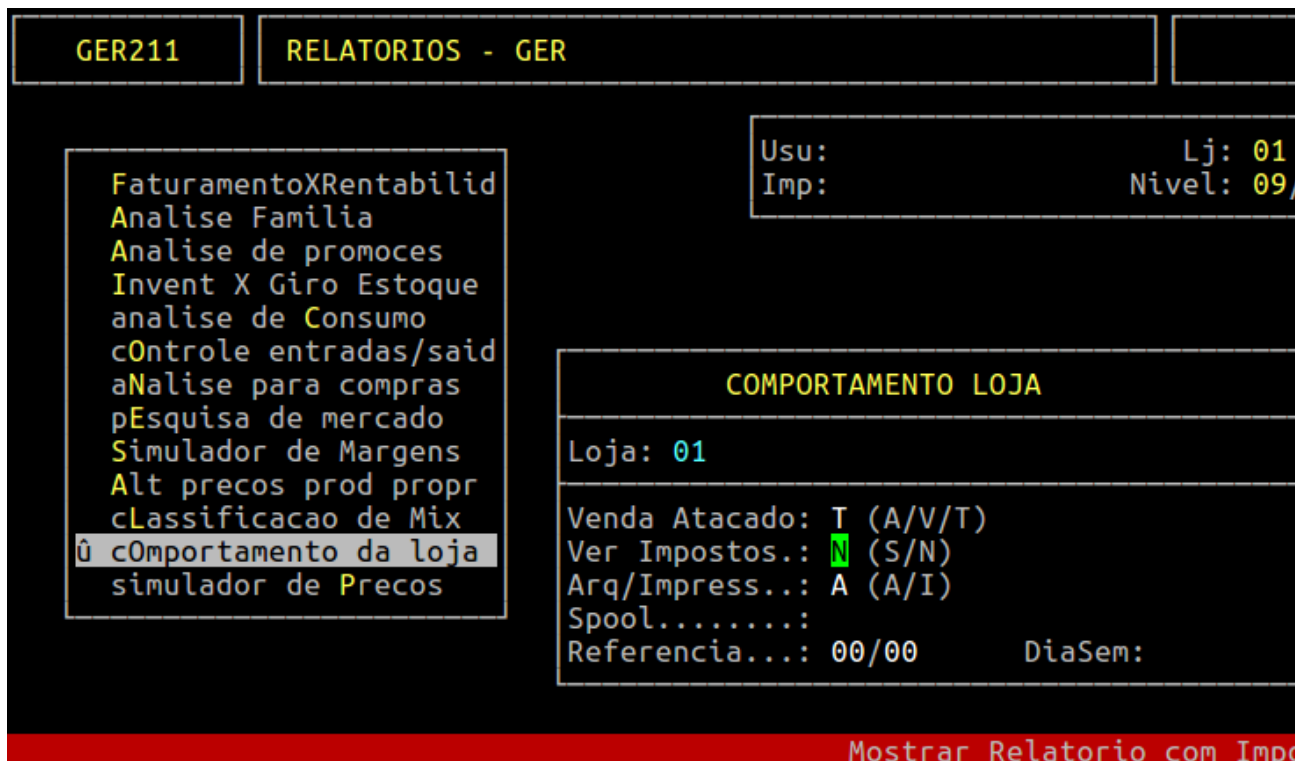 GER211
RELATORIOS - GER
Usu: Lj: 01
Imp: Nivel: 09/
FaturamentoXRentabilid
Analise Familia
Analise de promoces
Invent X Giro Estoque
analise de Consumo
cOntrole entradas/said
aNalise para compras
pEsquisa de mercado
Simulador de Margens
Alt precos prod propr
cLassificacao de Mix
û cOmportamento da loja
simulador de Precos
COMPORTAMENTO LOJA
Loja: 01
Venda Atacado: T (A/V/T)
Ver Impostos.: N (S/N)
Arq/Impress..: A (A/I)
Spool........:
Referencia...: 00/00 DiaSem:
Mostrar Relatorio com Impo